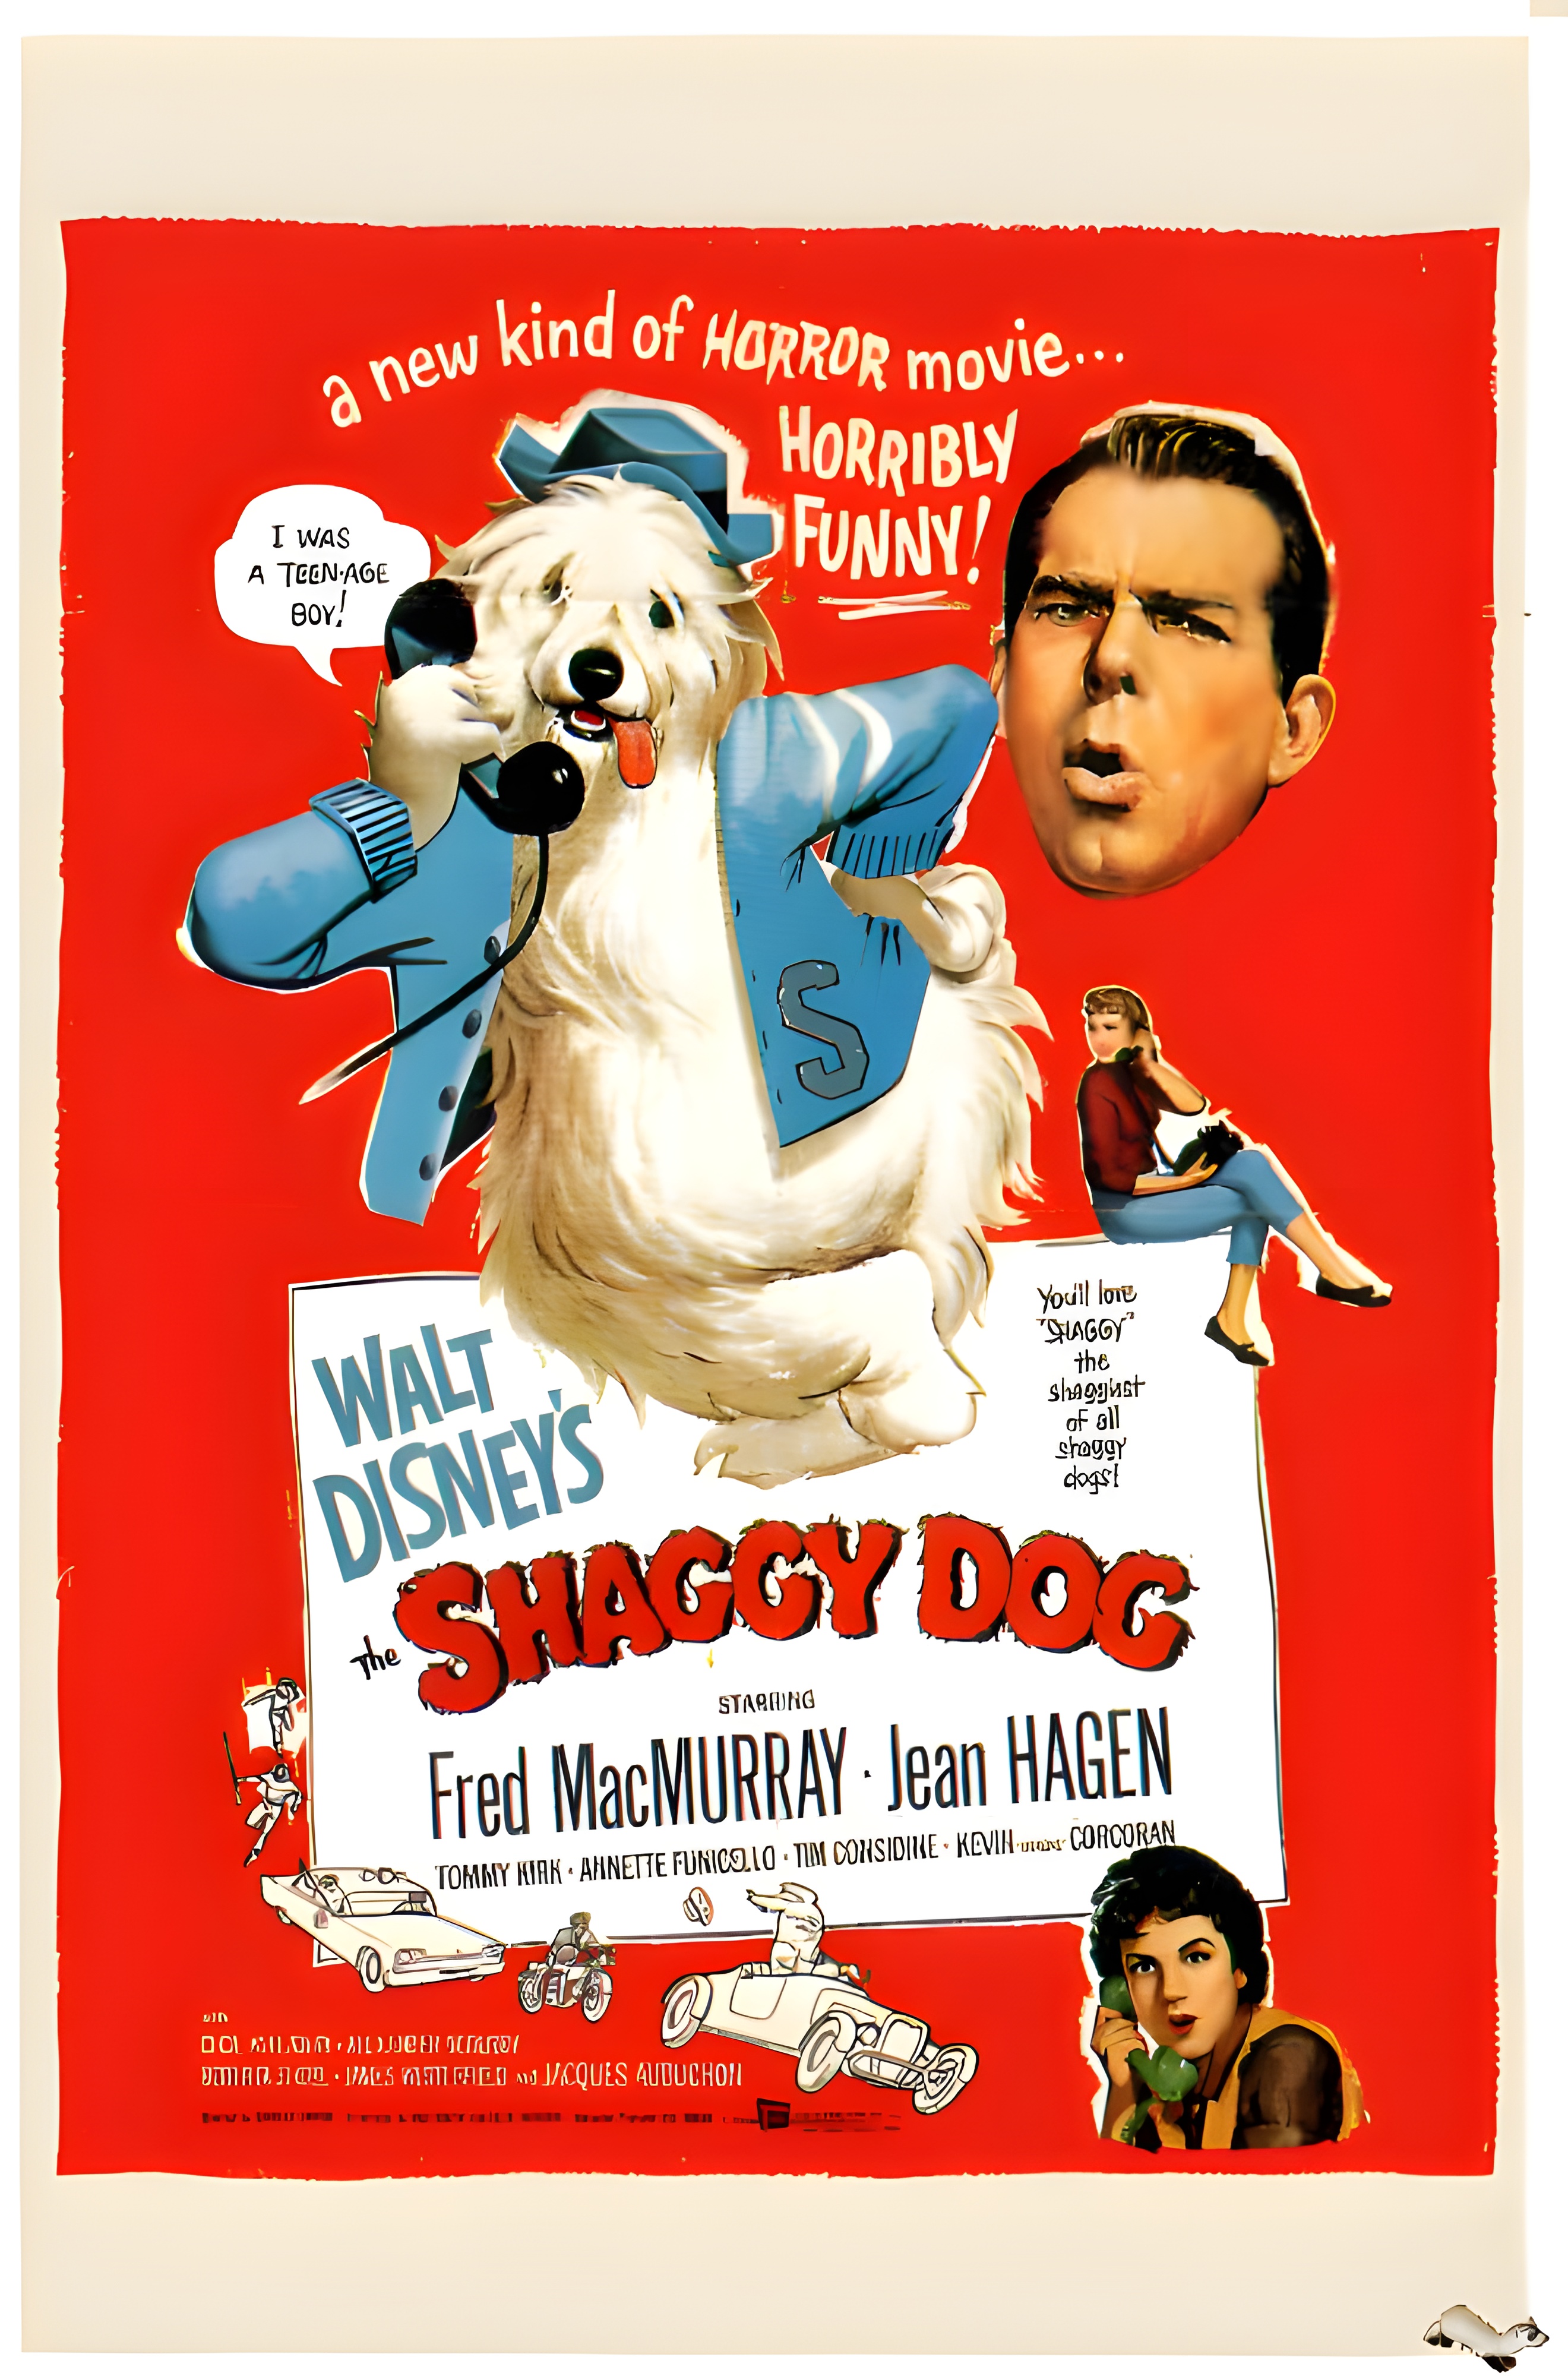 a new kind of HORROR movie...
HORRIBLY
FUNNY!
I WAS
A TEEN-AGE
BOY!
S
You'll love
"SHAGGY"
the
shaggiest
of all
shaggy
dogs!
WALT
DISNEY'S
the SHAGGY DOG
STARRING
Fred MacMURRAY · Jean HAGEN
TOMMY KIRK · ANNETTE FUNICELLO · TIM CONSIDINE · KEVIN CORCORAN
JACQUES AUBUCHON